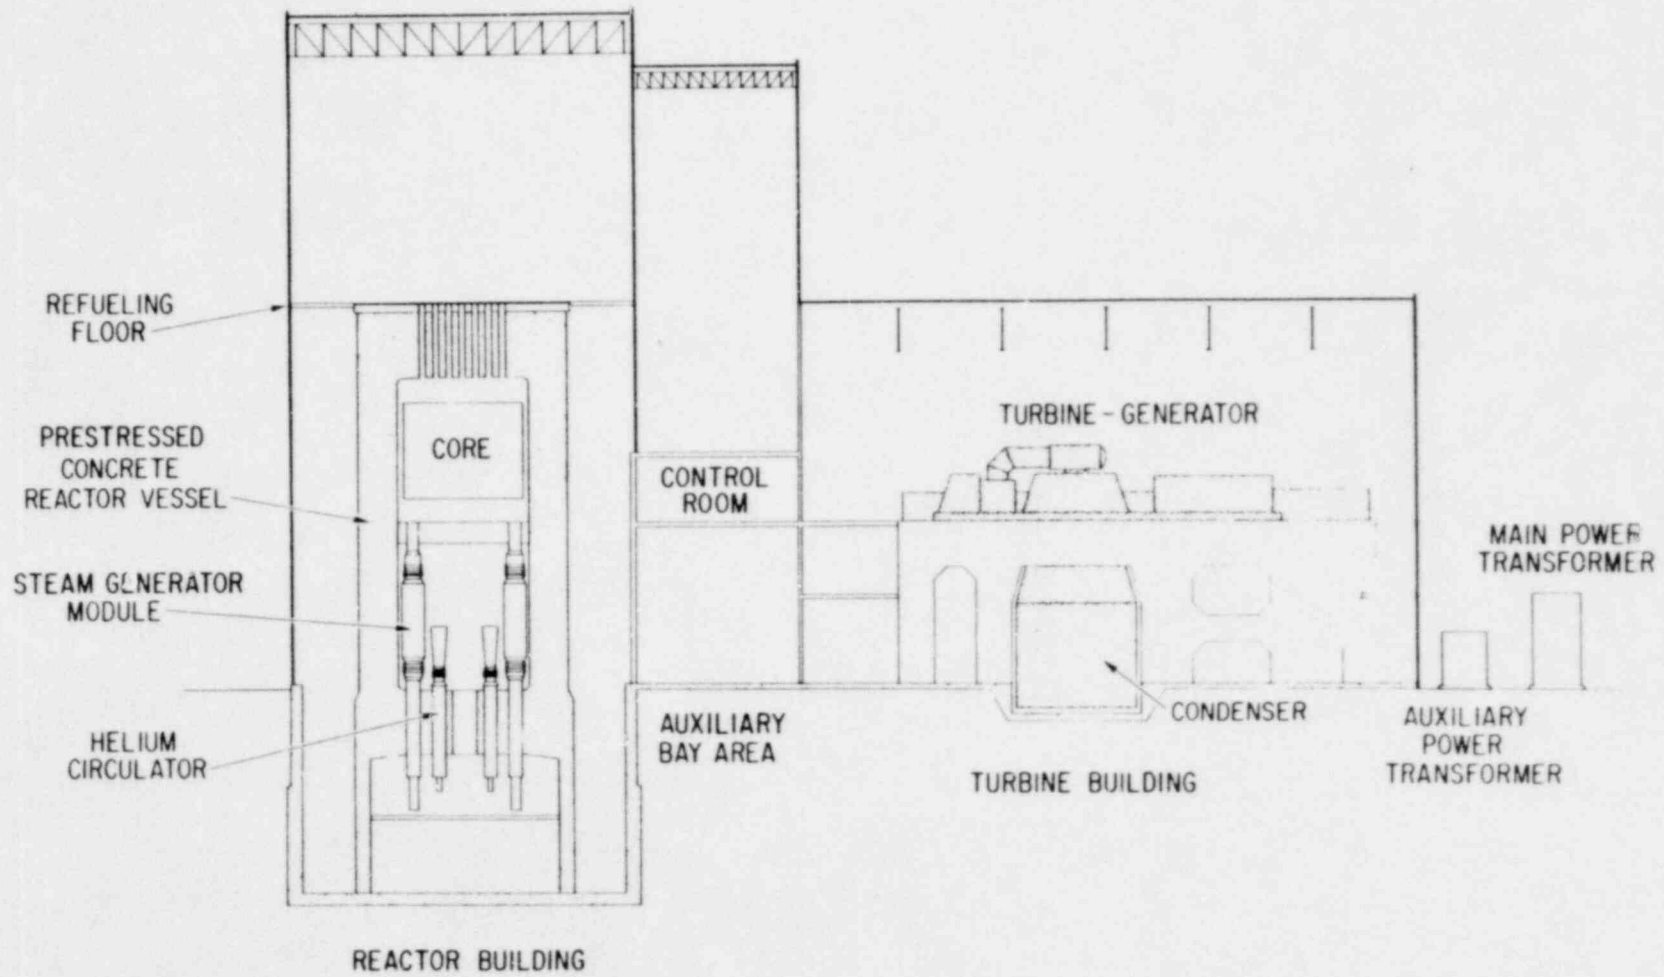 REFUELING
FLOOR
PRESTRESSED
CONCRETE
REACTOR VESSEL
STEAM GENERATOR
MODULE
HELIUM
CIRCULATOR
CORE
CONTROL
ROOM
AUXILIARY
BAY AREA
TURBINE-GENERATOR
CONDENSER
TURBINE BUILDING
MAIN POWER
TRANSFORMER
AUXILIARY
POWER
TRANSFORMER
REACTOR BUILDING